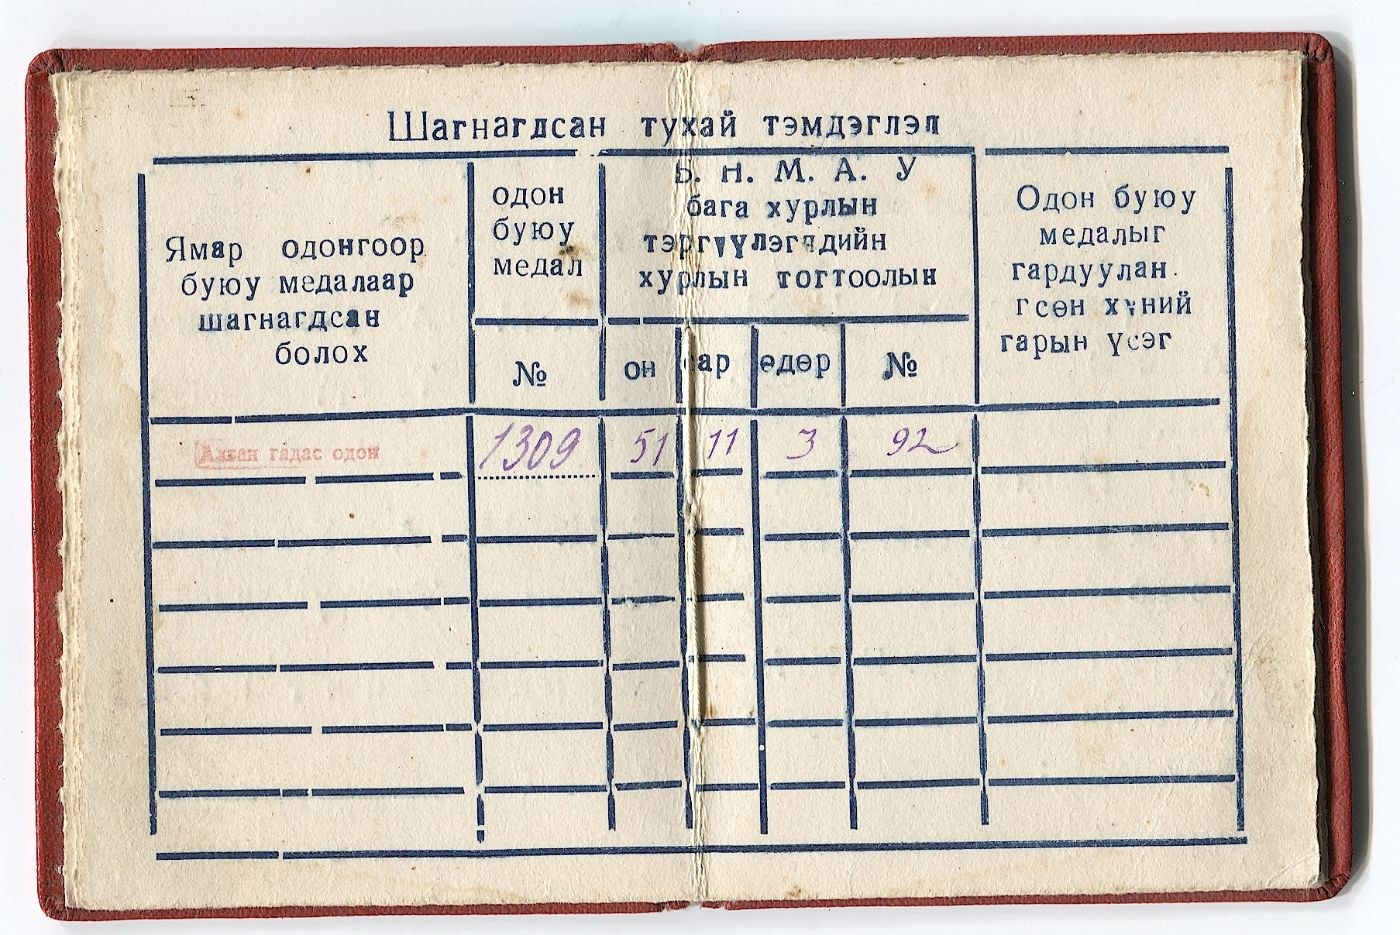 Шагнагдсан тухай тэмдэглэл
Ямар одонгоор
буюу медалаар
шагнагдсан
болох
одон
буюу
медал
№
Б. Н. М. А. У
бага хурлын
тэргүүлэгчдийн
хурлын тогтоолын
он сар өдөр №
Одон буюу
медалыг
гардуулан.
гсөн хүний
гарын үсэг
Алтан гадас одон 1309 51 11 3 92